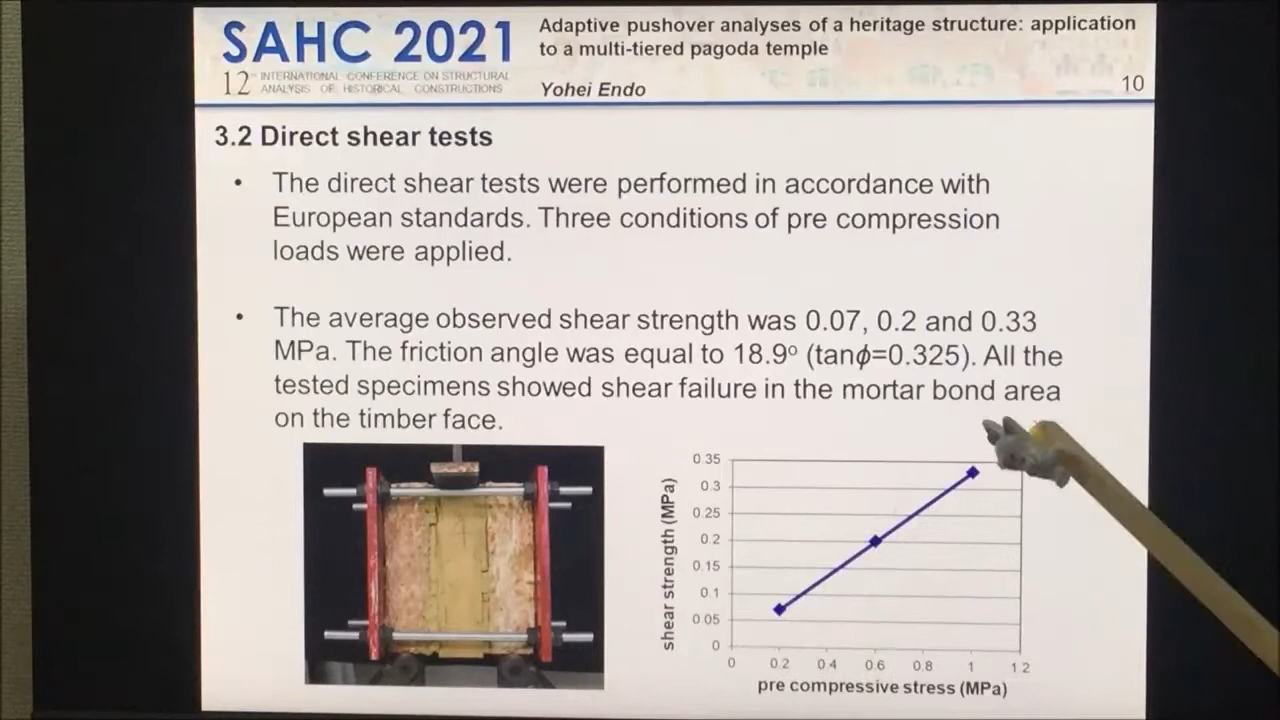 SAHC 2021
12th INTERNATIONAL CONFERENCE ON STRUCTURAL
ANALYSIS OF HISTORICAL CONSTRUCTIONS
Adaptive pushover analyses of a heritage structure: application
to a multi-tiered pagoda temple
Yohei Endo
10
3.2 Direct shear tests
• The direct shear tests were performed in accordance with
European standards. Three conditions of pre compression
loads were applied.
• The average observed shear strength was 0.07, 0.2 and 0.33
MPa. The friction angle was equal to 18.9º (tanϕ=0.325). All the
tested specimens showed shear failure in the mortar bond area
on the timber face.
shear strength (MPa)
0.35
0.3
0.25
0.2
0.15
0.1
0.05
0
0 0.2 0.4 0.6 0.8 1 1.2
pre compressive stress (MPa)